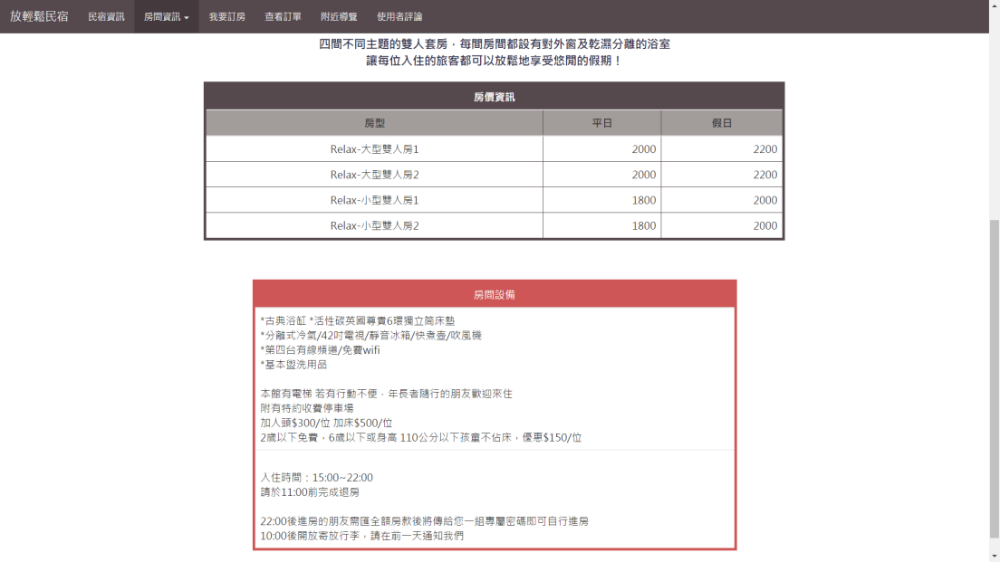 放輕鬆民宿 民宿資訊 房間資訊 我要訂房 查看訂單 附近導覽 使用者評論
四間不同主題的雙人套房，每間房間都設有對外窗及乾濕分離的浴室
讓每位入住的旅客都可以放鬆地享受悠閒的假期！
房價資訊
房型 平日 假日
Relax-大型雙人房1 2000 2200
Relax-大型雙人房2 2000 2200
Relax-小型雙人房1 1800 2000
Relax-小型雙人房2 1800 2000
房間設備
*古典浴缸 *活性碳英國尊貴6環獨立筒床墊
*分離式冷氣/42吋電視/靜音冰箱/快煮壺/吹風機
*第四台有線頻道/免費wifi
*基本盥洗用品
本館有電梯 若有行動不便，年長者隨行的朋友歡迎來住
附有特約收費停車場
加人頭$300/位 加床$500/位
2歲以下免費，6歲以下或身高 110公分以下孩童不佔床，優惠$150/位
入住時間：15:00~22:00
請於11:00前完成退房
22:00後進房的朋友需匯全額房款後將傳給您一組專屬密碼即可自行進房
10:00後開放寄放行李，請在前一天通知我們